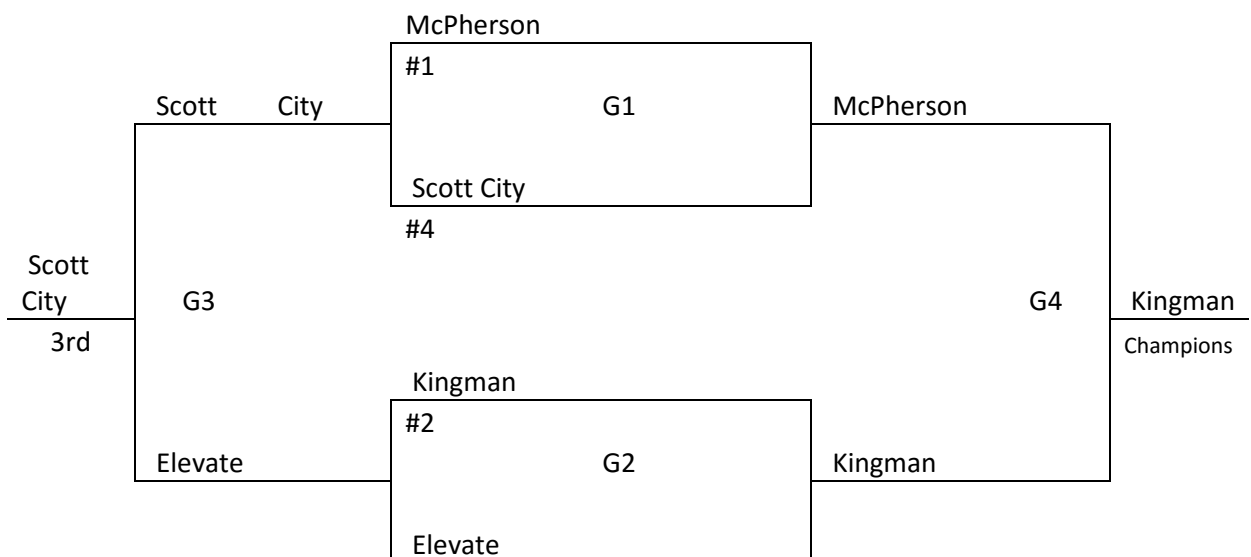 McPherson
#1
Scott City
G1
McPherson
Scott City
#4
Scott
City
G3
G4
Kingman
3rd
Champions
Kingman
#2
Elevate
G2
Kingman
Elevate